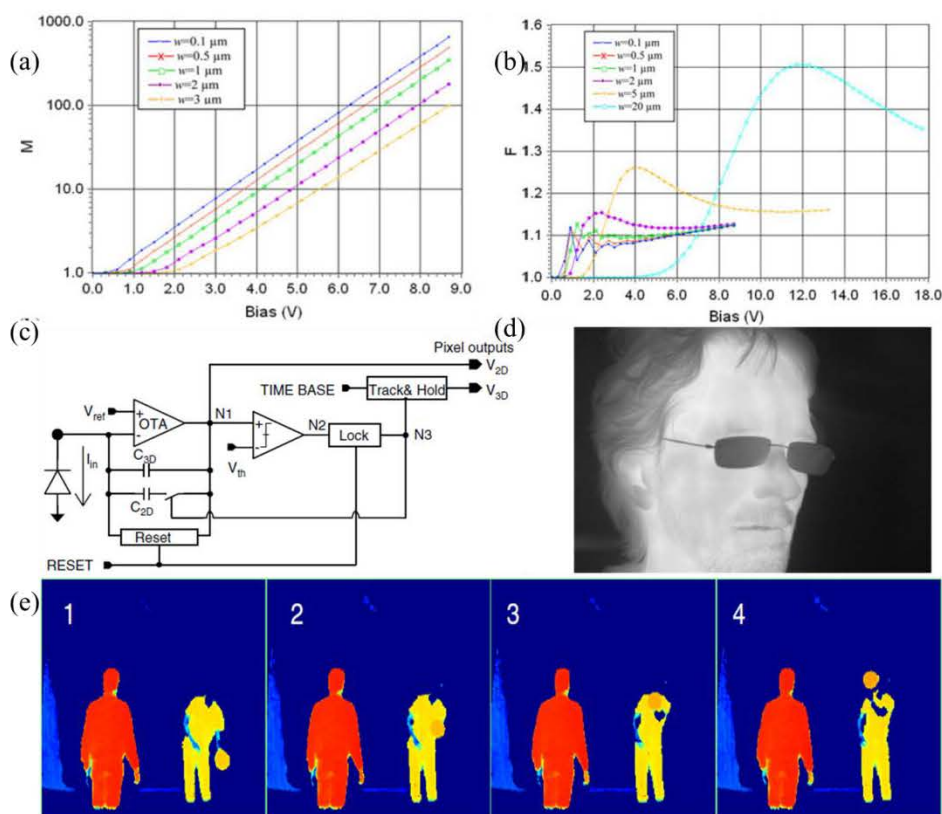 (a)
1000.0
100.0
10.0
1.0
M
w=0.1 µm
w=0.5 µm
w=1 µm
w=2 µm
w=3 µm
0.0 1.0 2.0 3.0 4.0 5.0 6.0 7.0 8.0 9.0
Bias (V)
(b)
1.6
1.5
1.4
1.3
1.2
1.1
1.0
F
w=0.1 µm
w=0.5 µm
w=1 µm
w=2 µm
w=5 µm
w=20 µm
0.0 2.0 4.0 6.0 8.0 10.0 12.0 14.0 16.0 18.0
Bias (V)
(c)
Pixel outputs
V2D
TIME BASE
Track& Hold
V3D
Vref
+
-
OTA
N1
+
-
N2
Lock
N3
Vth
Iin
C3D
C2D
Reset
RESET
(d)
(e)
1
2
3
4